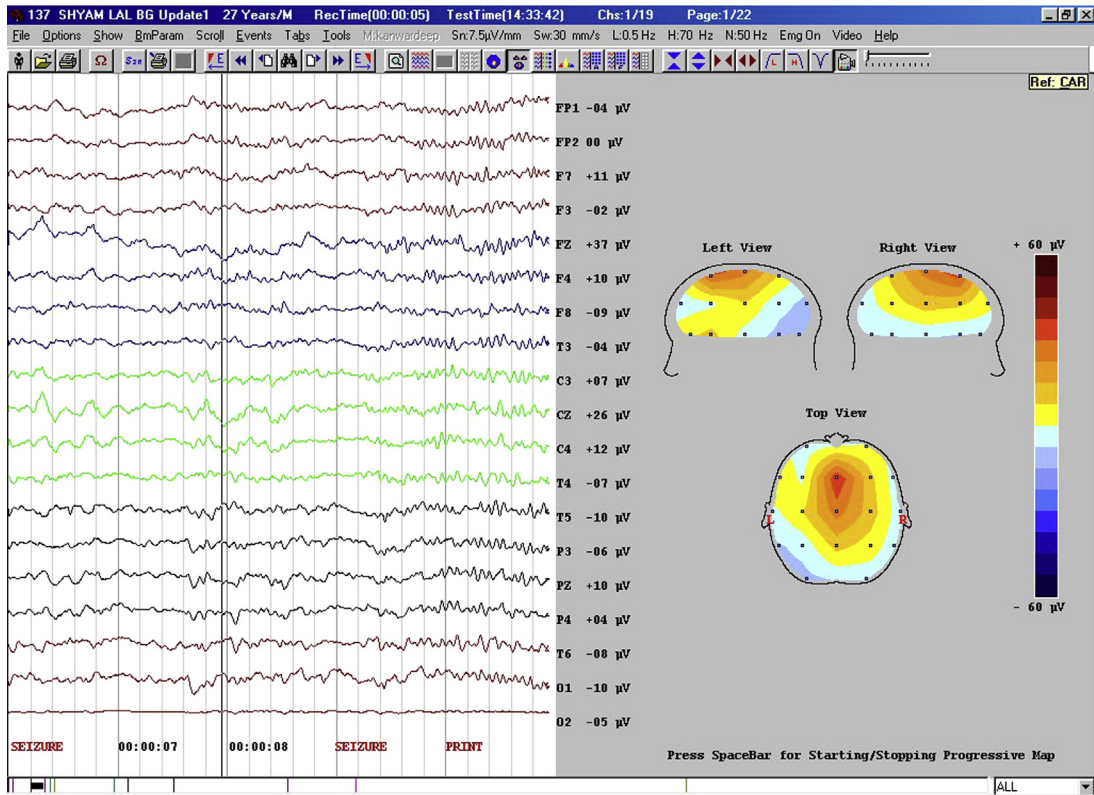 137 SHYAM LAL BG Update1 27 Years/M RecTime(00:00:05) TestTime(14:33:42) Chs:1/19 Page:1/22
File Options Show BmParam Scroll Events Tabs Tools M:kanwardeep Sn:7.5µV/mm Sw:30 mm/s L:0.5 Hz H:70 Hz N:50 Hz Emg On Video Help
Ref: CAR
FP1 -04 µV
FP2 00 µV
F7 +11 µV
F3 -02 µV
FZ +37 µV
F4 +10 µV
F8 -09 µV
T3 -04 µV
C3 +07 µV
CZ +26 µV
C4 +12 µV
T4 -07 µV
T5 -10 µV
P3 -06 µV
PZ +10 µV
P4 +04 µV
T6 -08 µV
O1 -10 µV
O2 -05 µV
Left View Right View
+ 60 µV
Top View
L R
- 60 µV
SEIZURE 00:00:07 00:00:08 SEIZURE PRINT
Press SpaceBar for Starting/Stopping Progressive Map
ALL